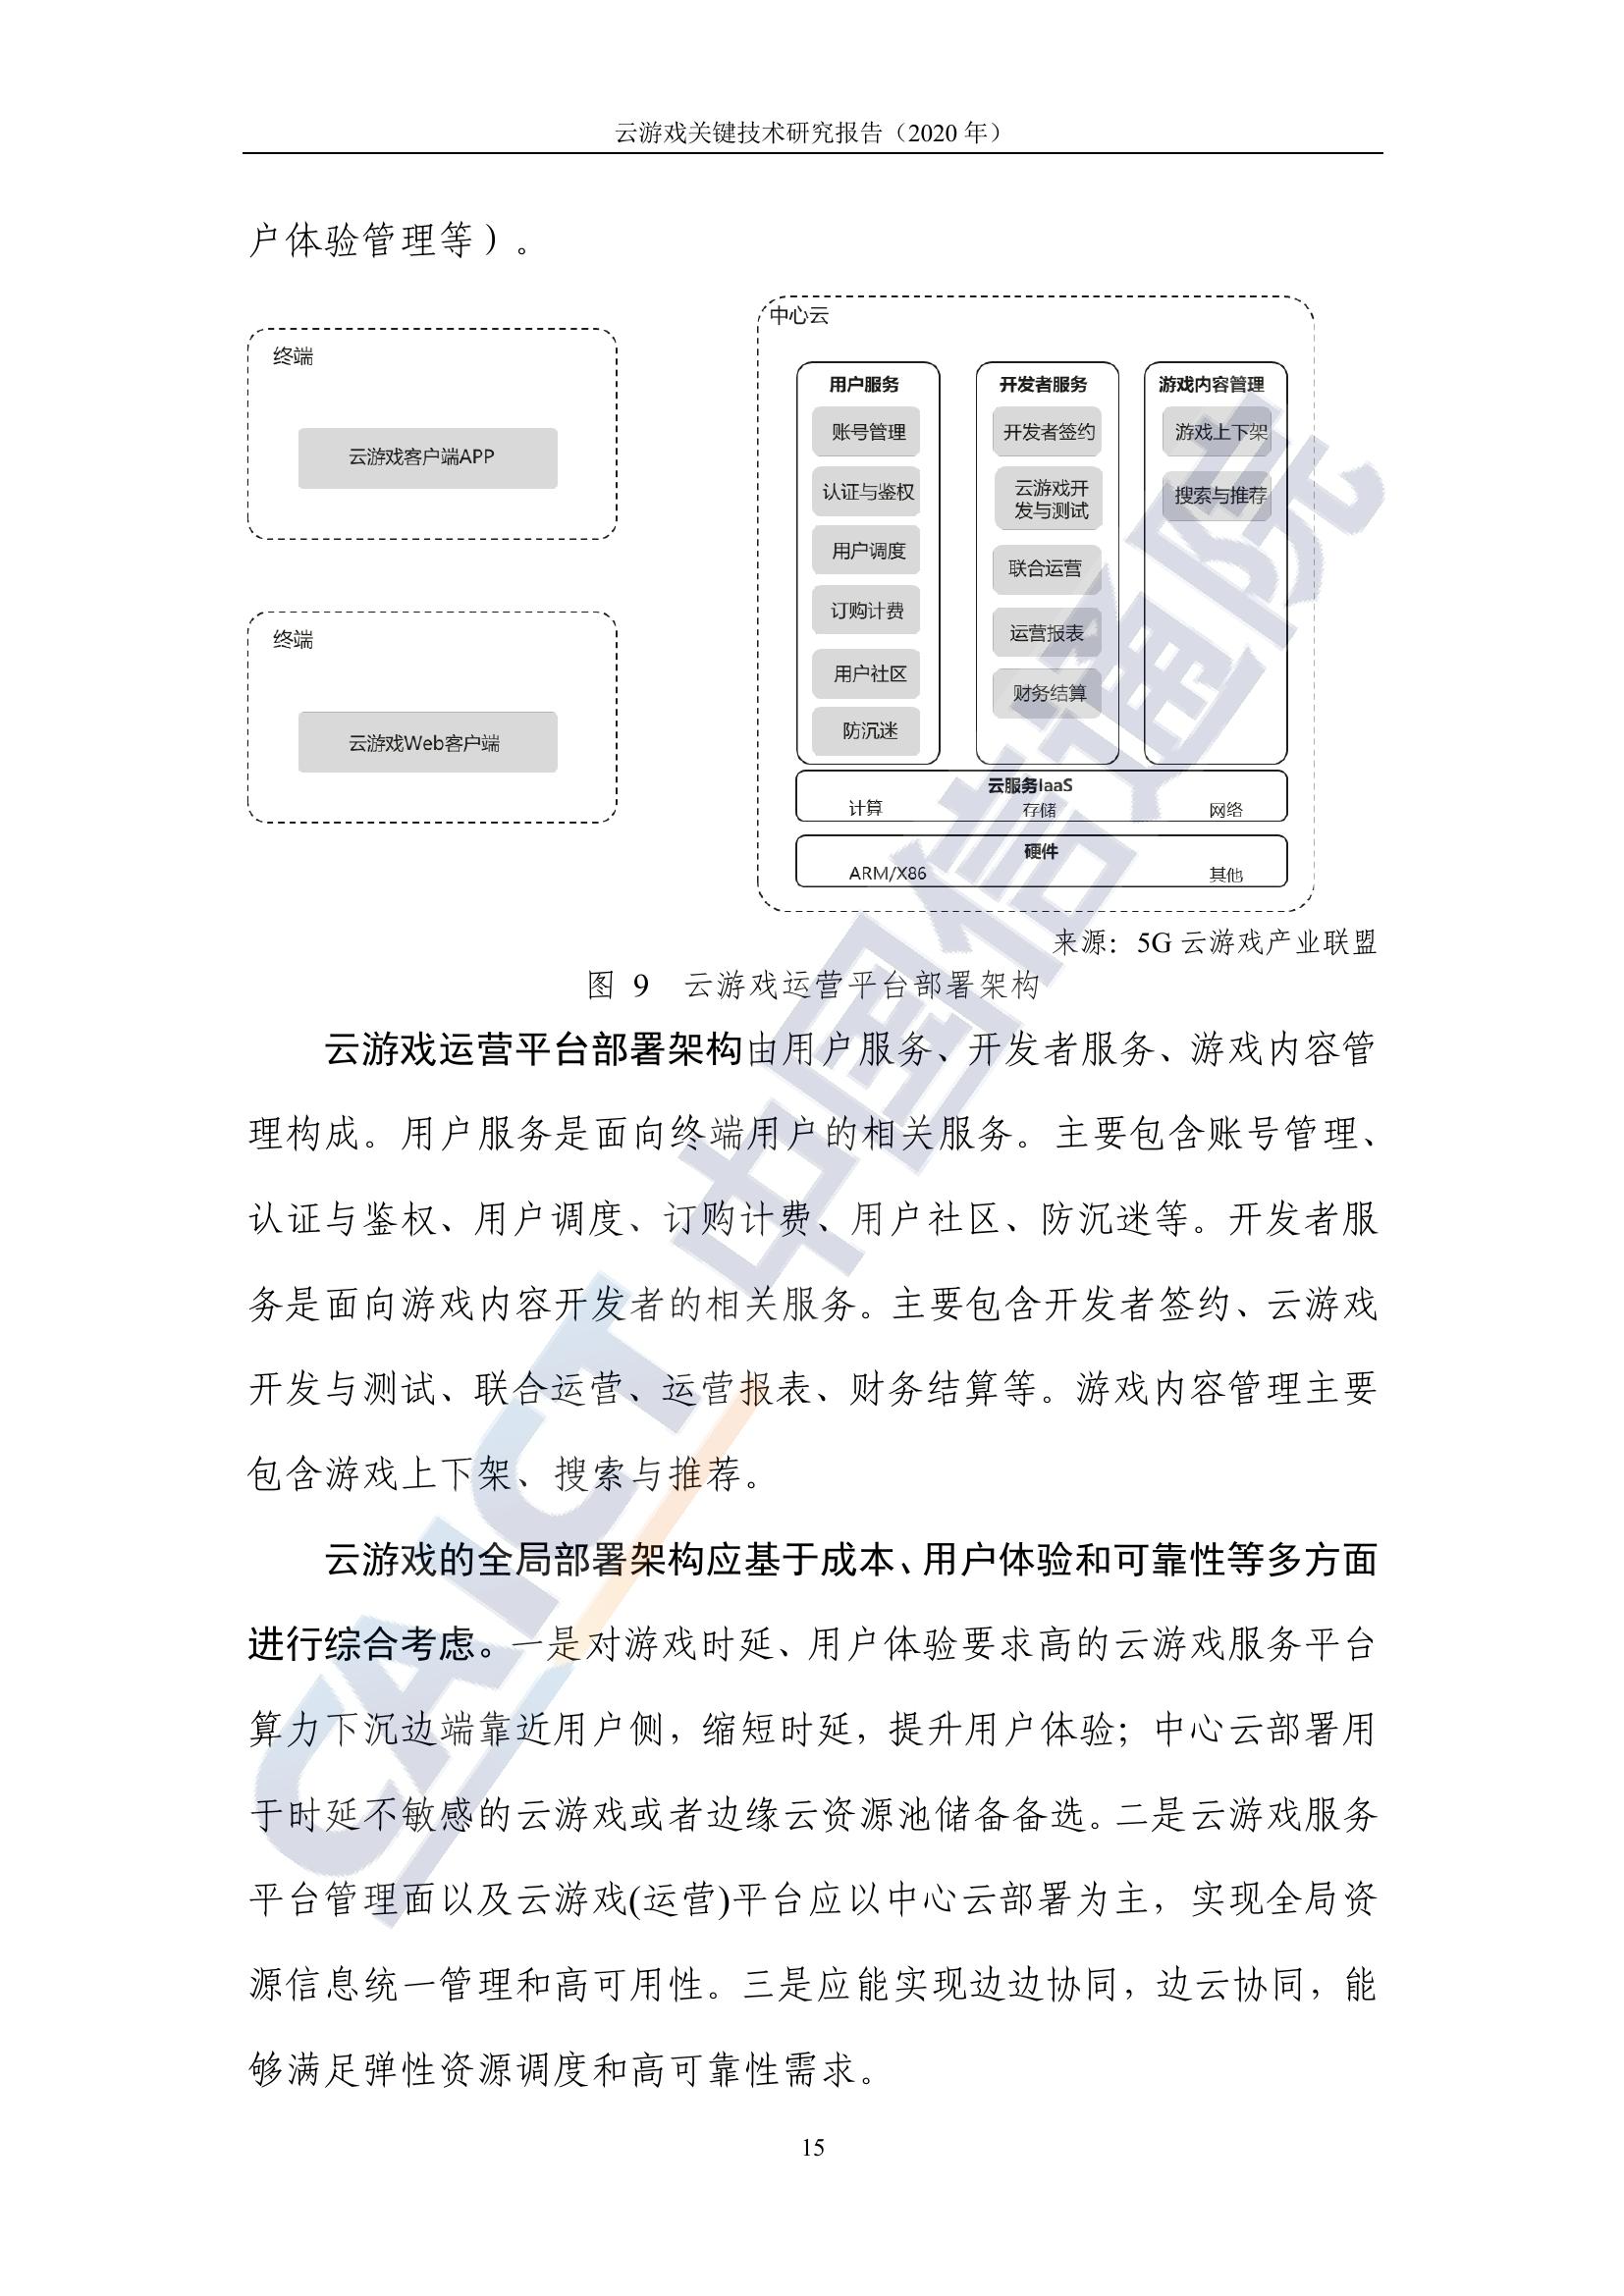 云游戏关键技术研究报告（2020 年）
户体验管理等）。
终端
云游戏客户端APP
终端
云游戏Web客户端
中心云
用户服务
账号管理
认证与鉴权
用户调度
订购计费
用户社区
防沉迷
开发者服务
开发者签约
云游戏开
发与测试
联合运营
运营报表
财务结算
游戏内容管理
游戏上下架
搜索与推荐
云服务IaaS
计算 存储 网络
硬件
ARM/X86 其他
来源：5G 云游戏产业联盟
图 9 云游戏运营平台部署架构
云游戏运营平台部署架构由用户服务、开发者服务、游戏内容管
理构成。用户服务是面向终端用户的相关服务。主要包含账号管理、
认证与鉴权、用户调度、订购计费、用户社区、防沉迷等。开发者服
务是面向游戏内容开发者的相关服务。主要包含开发者签约、云游戏
开发与测试、联合运营、运营报表、财务结算等。游戏内容管理主要
包含游戏上下架、搜索与推荐。
云游戏的全局部署架构应基于成本、用户体验和可靠性等多方面
进行综合考虑。一是对游戏时延、用户体验要求高的云游戏服务平台
算力下沉边端靠近用户侧，缩短时延，提升用户体验；中心云部署用
于时延不敏感的云游戏或者边缘云资源池储备备选。二是云游戏服务
平台管理面以及云游戏(运营)平台应以中心云部署为主，实现全局资
源信息统一管理和高可用性。三是应能实现边边协同，边云协同，能
够满足弹性资源调度和高可靠性需求。
15
CAICT 中国信通院